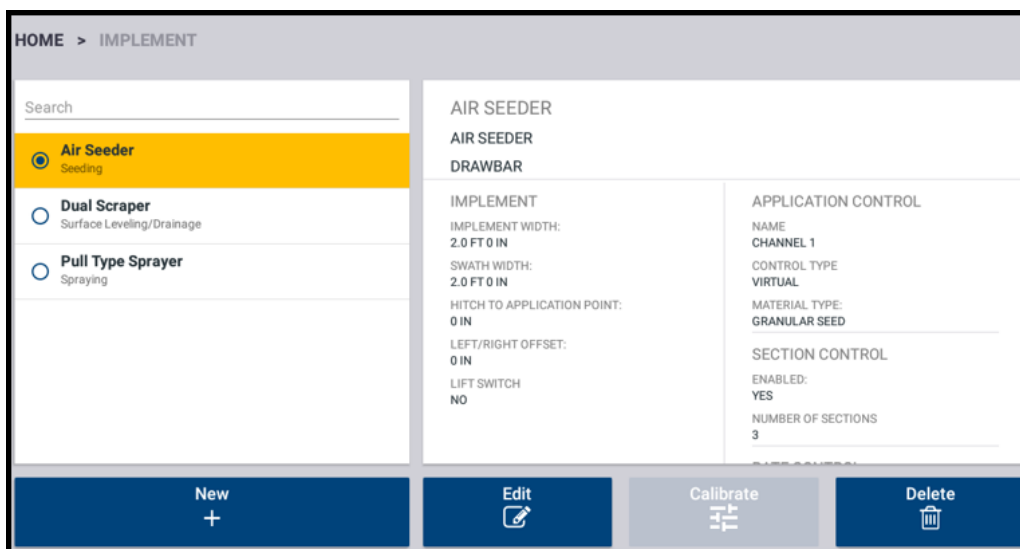 HOME > IMPLEMENT
Search
Air Seeder
Seeding
Dual Scraper
Surface Leveling/Drainage
Pull Type Sprayer
Spraying
AIR SEEDER
AIR SEEDER
DRAWBAR
IMPLEMENT
IMPLEMENT WIDTH:
2.0 FT 0 IN
SWATH WIDTH:
2.0 FT 0 IN
HITCH TO APPLICATION POINT:
0 IN
LEFT/RIGHT OFFSET:
0 IN
LIFT SWITCH
NO
APPLICATION CONTROL
NAME
CHANNEL 1
CONTROL TYPE
VIRTUAL
MATERIAL TYPE:
GRANULAR SEED
SECTION CONTROL
ENABLED:
YES
NUMBER OF SECTIONS
3
New
Edit
Calibrate
Delete